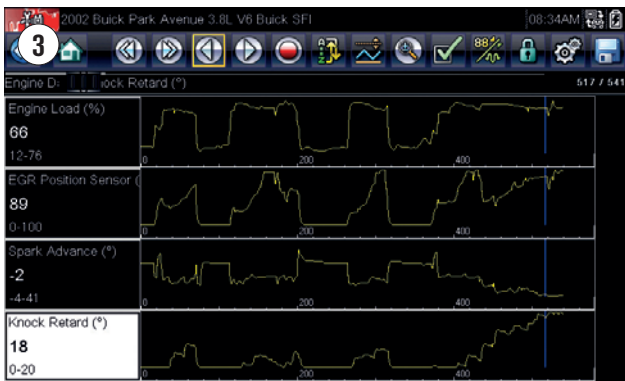 2002 Buick Park Avenue 3.8L V6 Buick SFI
08:34AM
3
Engine D: nock Retard (°)
517 / 541
Engine Load (%)
66
12-76
0 200 400
EGR Position Sensor (
89
0-100
0 200 400
Spark Advance (°)
-2
-4-41
0 200 400
Knock Retard (°)
18
0-20
0 200 400